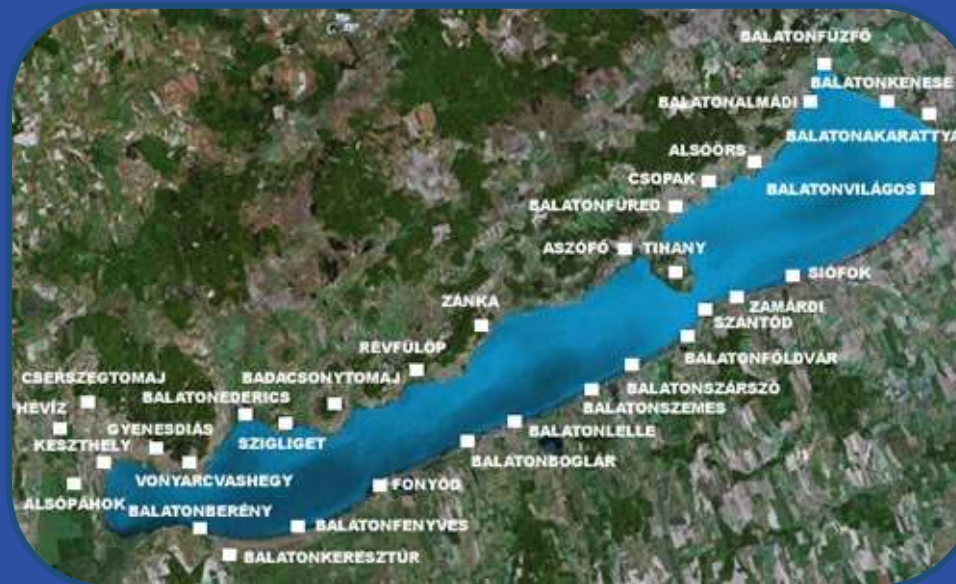 BALATONFŰZFŐ
BALATONKENESE
BALATONALMÁDI
BALATONAKARATTYA
ALSÓÖRS
CSOPAK
BALATONVILÁGOS
BALATONFÜRED
ASZÓFŐ
TIHANY
SIÓFOK
ZAMÁRDI
ZÁNKA
SZÁNTÓD
RÉVFÜLÖP
BALATONFÖLDVÁR
CSERSZEGTOMAJ
BADACSONYTOMAJ
BALATONSZÁRSZÓ
BALATONEDERICS
BALATONSZEMES
HÉVÍZ
GYENESDIÁS
BALATONLELLE
KESZTHELY
SZIGLIGET
BALATONBOGLÁR
VONYARCVASHEGY
FONYÓD
ALSÓPÁHOK
BALATONBERÉNY
BALATONFENYVES
BALATONKERESZTÚR